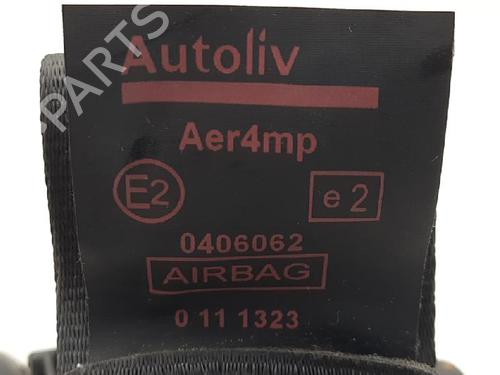 Autoliv
Aer4mp
E2 e 2
0406062
AIRBAG
0 11 1323
PARTS